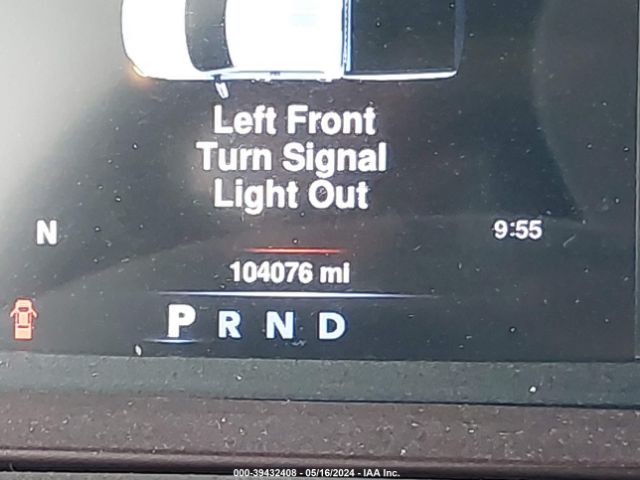 Left Front
Turn Signal
Light Out
N
9:55
104076 mi
P R N D
000-39432408 - 05/16/2024 - IAA Inc.